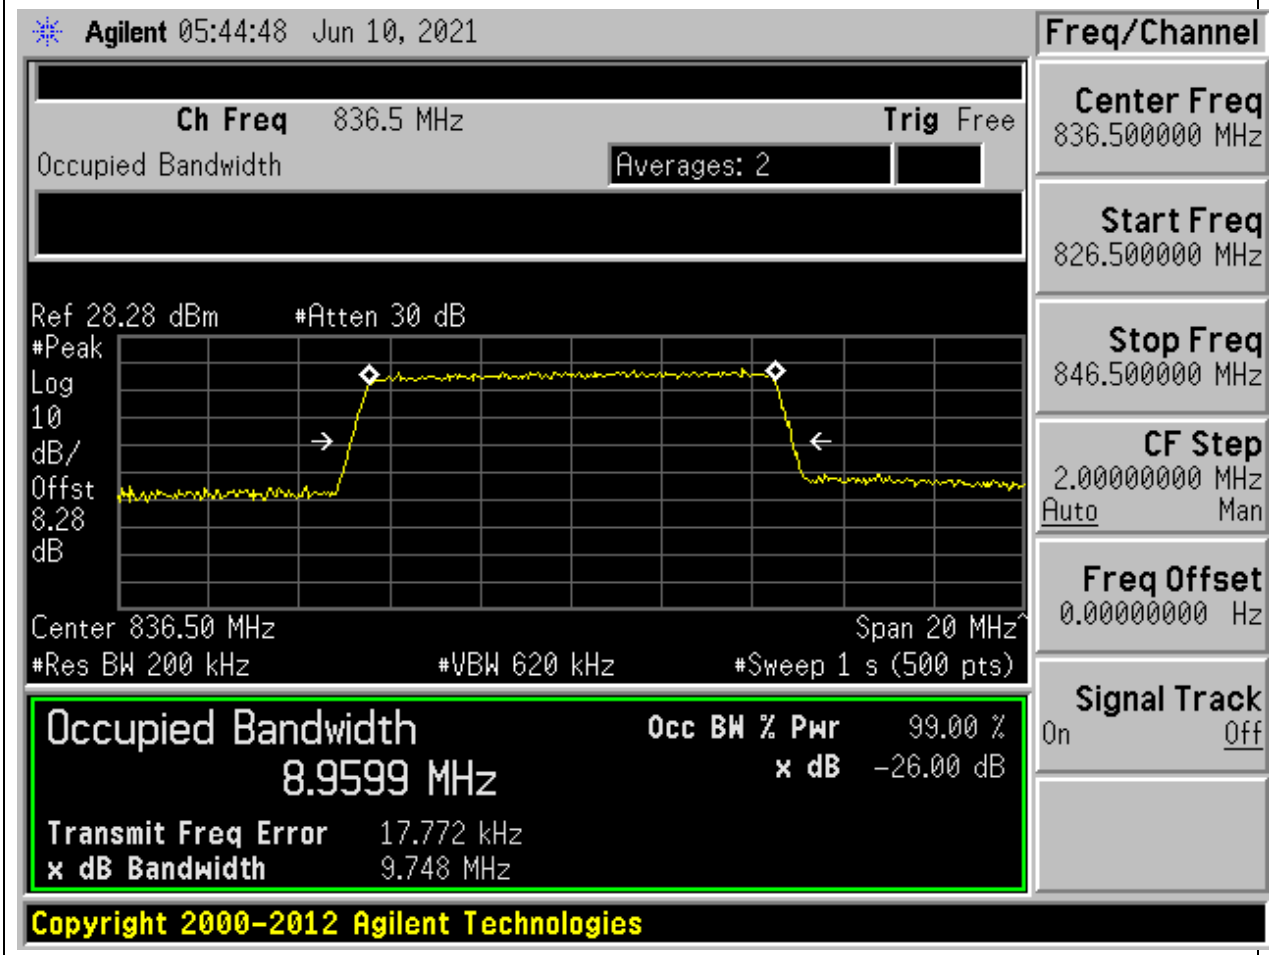 Agilent 05:44:48 Jun 10, 2021
Freq/Channel
Ch Freq 836.5 MHz Trig Free
Occupied Bandwidth Averages: 2
Ref 28.28 dBm #Atten 30 dB
#Peak
Log
10
dB/
Offst
8.28
dB
Center 836.50 MHz Span 20 MHz^
#Res BW 200 kHz #VBW 620 kHz #Sweep 1 s (500 pts)
Occupied Bandwidth
8.9599 MHz
Occ BW % Pwr 99.00 %
x dB -26.00 dB
Transmit Freq Error 17.772 kHz
x dB Bandwidth 9.748 MHz
Center Freq
836.500000 MHz
Start Freq
826.500000 MHz
Stop Freq
846.500000 MHz
CF Step
2.00000000 MHz
Auto Man
Freq Offset
0.00000000 Hz
Signal Track
On Off
Copyright 2000-2012 Agilent Technologies